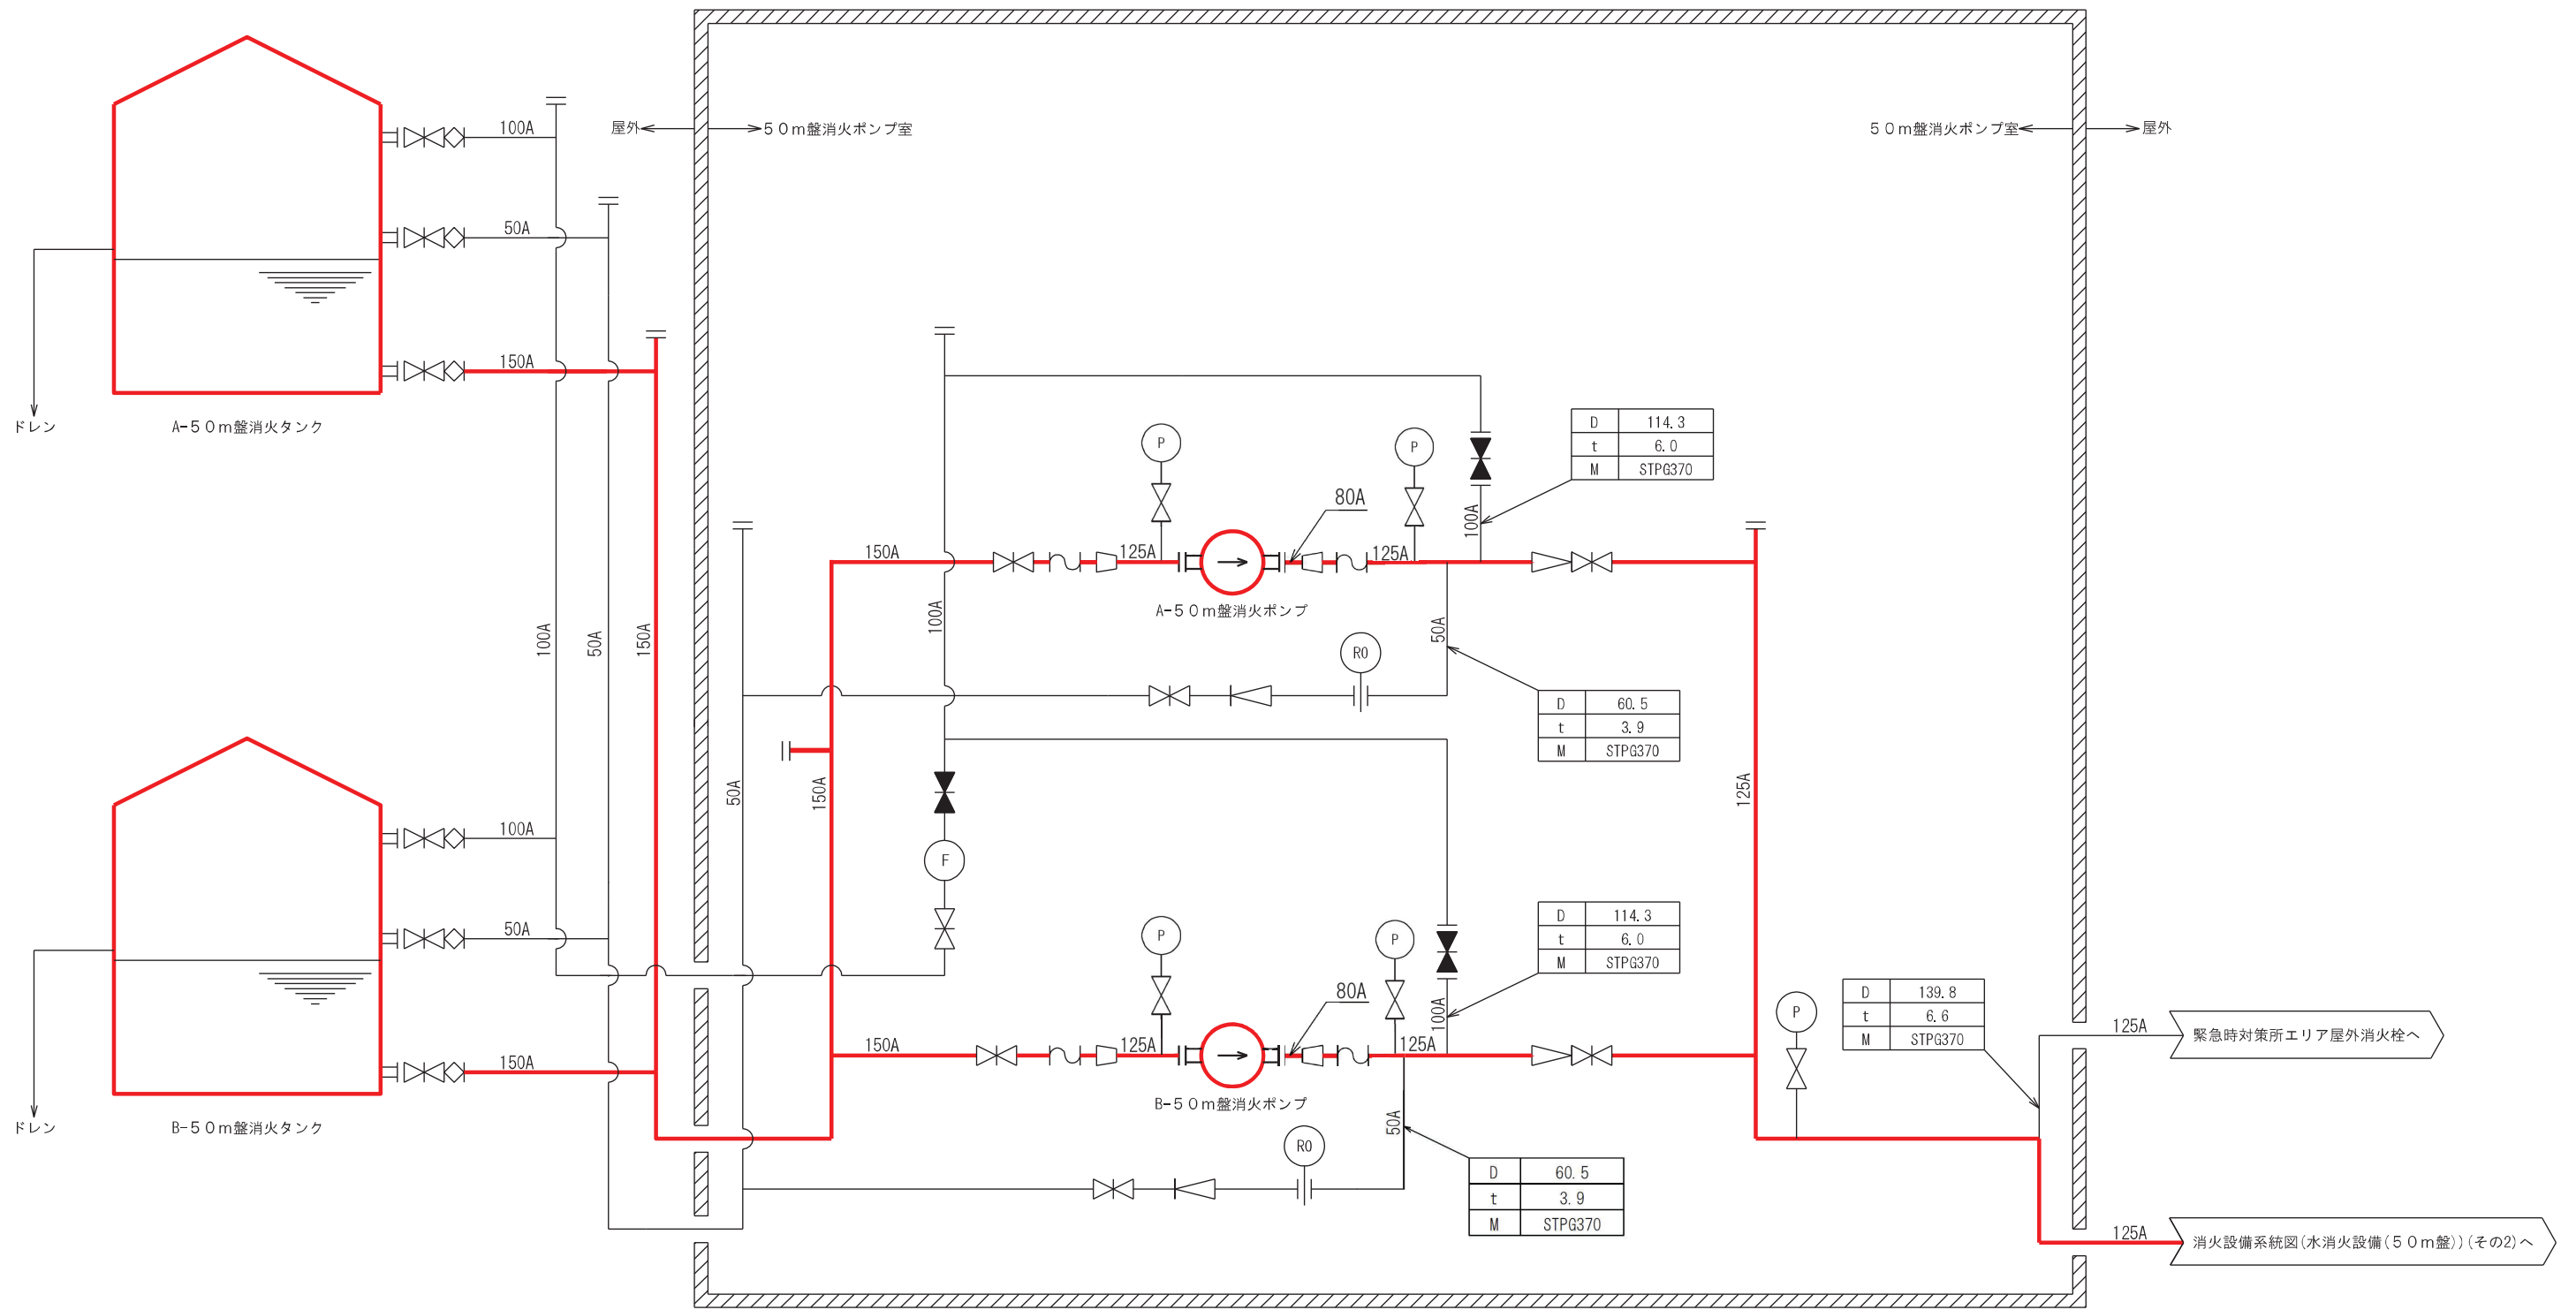 100A
屋外
５０ｍ盤消火ポンプ室
５０ｍ盤消火ポンプ室
屋外
50A
150A
ドレン
A-５０ｍ盤消火タンク
P
P
D 114.3
t 6.0
M STPG370
80A
100A
150A
125A
125A
A-５０ｍ盤消火ポンプ
100A
50A
150A
100A
50A
RO
D 60.5
t 3.9
M STPG370
50A
150A
125A
100A
F
50A
P
P
D 114.3
t 6.0
M STPG370
80A
100A
150A
125A
125A
B-５０ｍ盤消火ポンプ
150A
ドレン
B-５０ｍ盤消火タンク
50A
RO
D 60.5
t 3.9
M STPG370
P
D 139.8
t 6.6
M STPG370
125A
緊急時対策所エリア屋外消火栓へ
125A
消火設備系統図(水消火設備(５０ｍ盤))(その2)へ